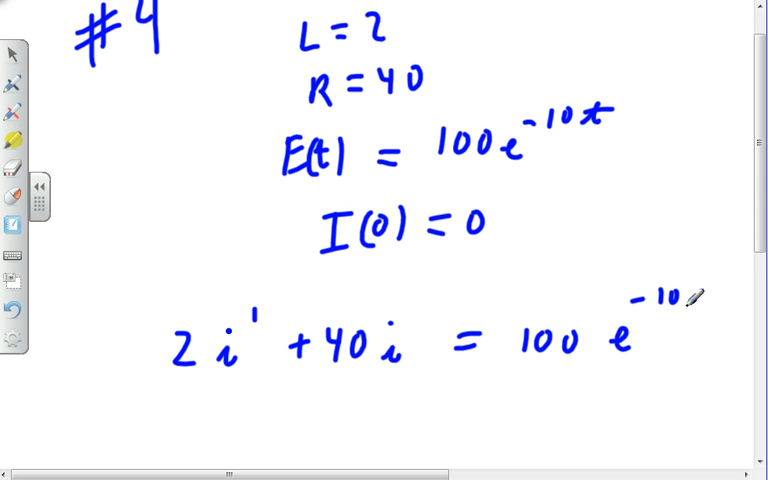 #4
L = 2
R = 40
E(t) = 100e^{-10t}
I(0) = 0
2i' + 40i = 100 e^{-10